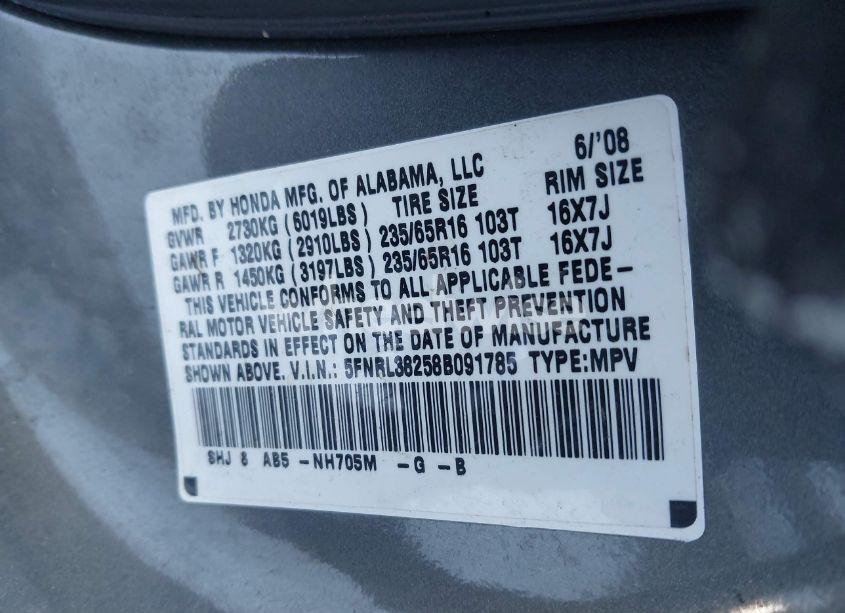 MFD. BY HONDA MFG. OF ALABAMA, LLC 6/'08
GVWR 2730KG (6019LBS) TIRE SIZE RIM SIZE
GAWR F 1320KG (2910LBS) 235/65R16 103T 16X7J
GAWR R 1450KG (3197LBS) 235/65R16 103T 16X7J
THIS VEHICLE CONFORMS TO ALL APPLICABLE FEDE-
RAL MOTOR VEHICLE SAFETY AND THEFT PREVENTION
STANDARDS IN EFFECT ON THE DATE OF MANUFACTURE
SHOWN ABOVE. V.I.N.: 5FNRL38258B091785 TYPE:MPV
SHJ 8 AB5 -NH705M -G -B